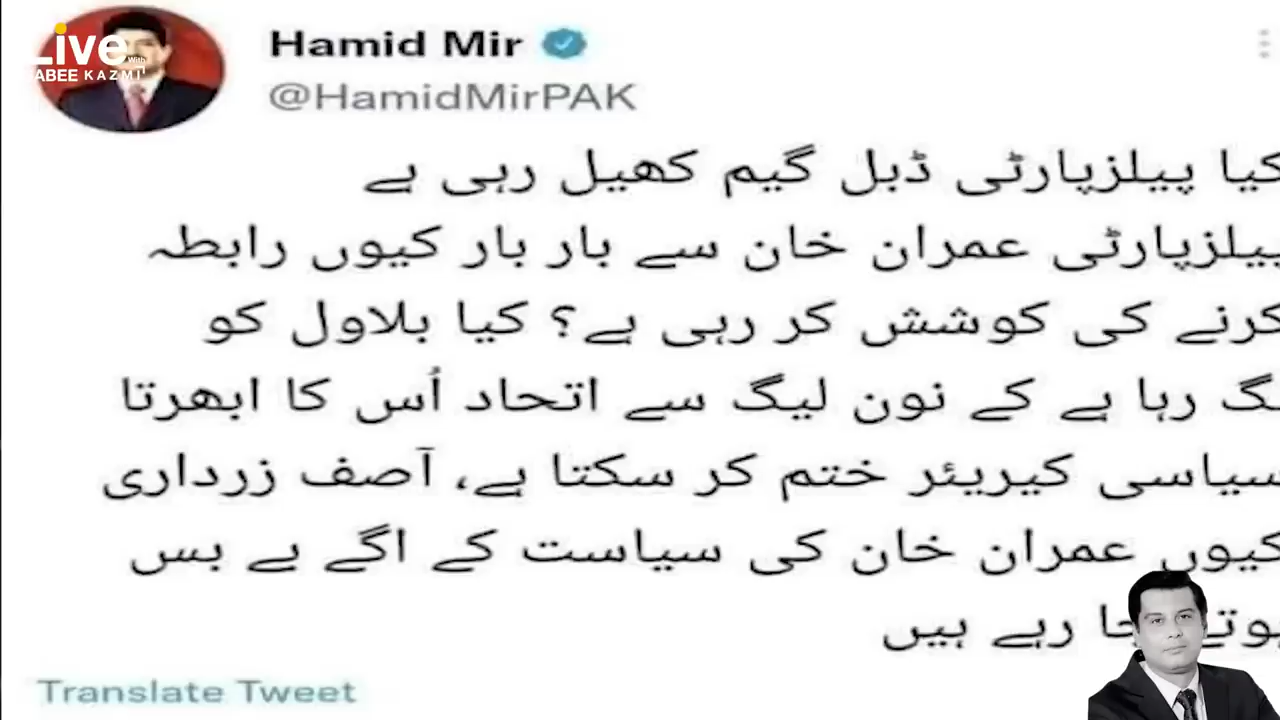 Live With
ABEE KAZMI
Hamid Mir
@HamidMirPAK
کیا پیلزپارٹی ڈبل گیم کھیل رہی ہے
پیلزپارٹی عمران خان سے بار بار کیوں رابطہ
کرنے کی کوشش کر رہی ہے؟ کیا بلاول کو
لگ رہا ہے کے نون لیگ سے اتحاد اُس کا ابھرتا
سیاسی کیریئر ختم کر سکتا ہے، آصف زرداری
کیوں عمران خان کی سیاست کے اگے بے بس
ہوتے جا رہے ہیں
Translate Tweet